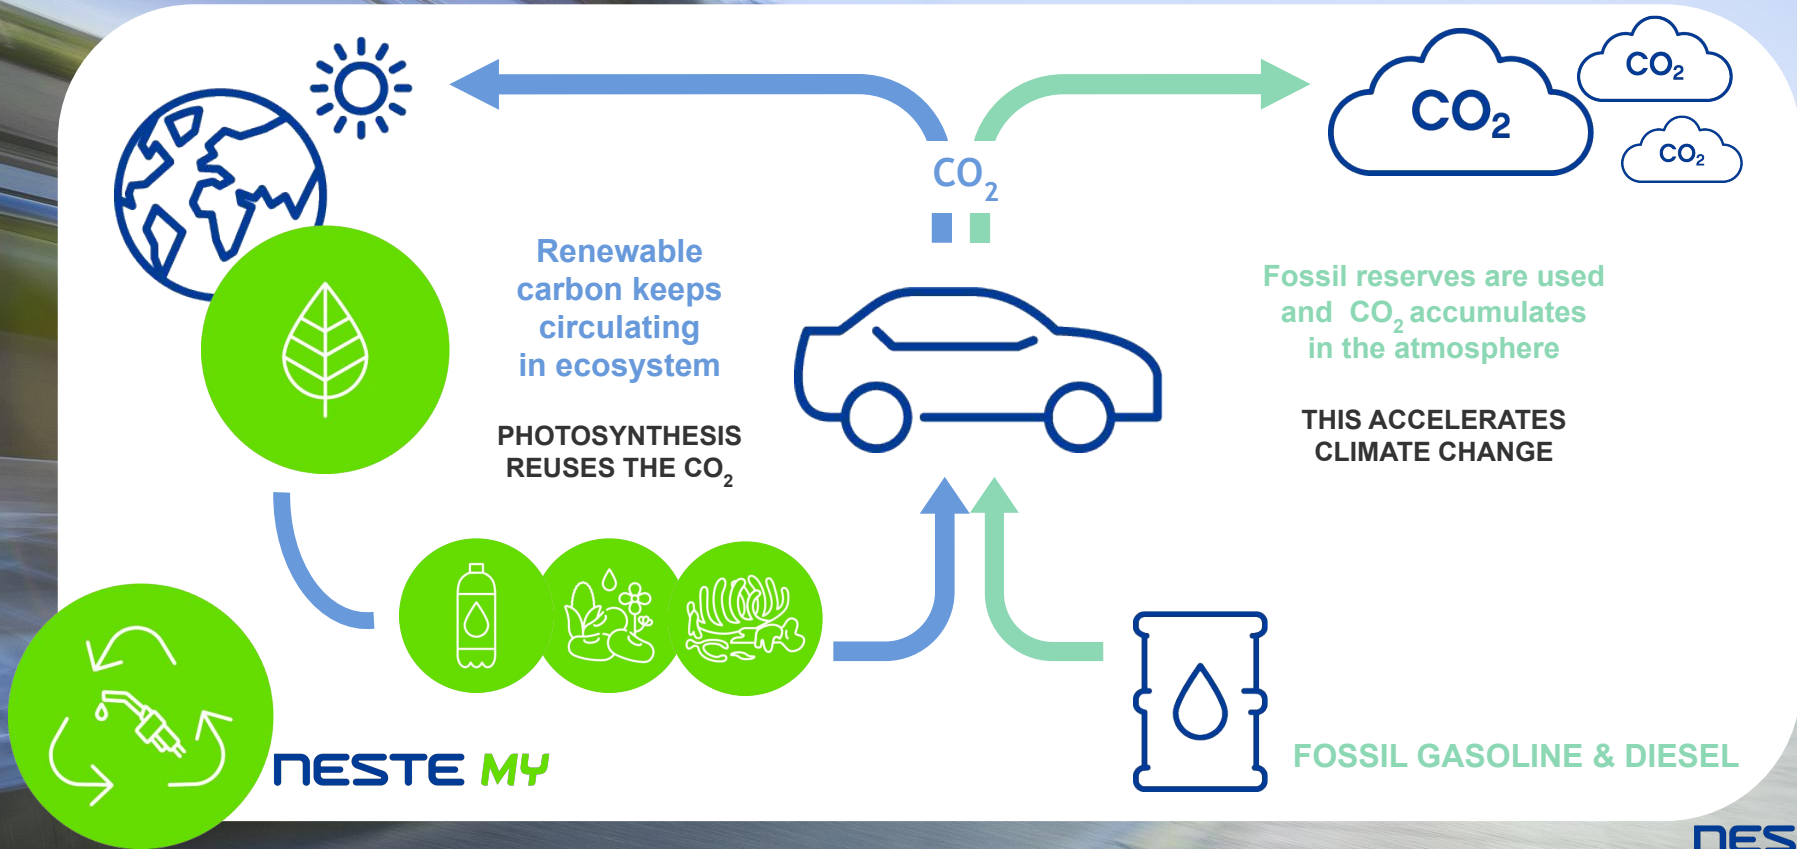 CO₂
CO₂
CO₂
CO₂
Renewable
carbon keeps
circulating
in ecosystem
PHOTOSYNTHESIS
REUSES THE CO₂
Fossil reserves are used
and CO₂ accumulates
in the atmosphere
THIS ACCELERATES
CLIMATE CHANGE
NESTE MY
FOSSIL GASOLINE & DIESEL
NES